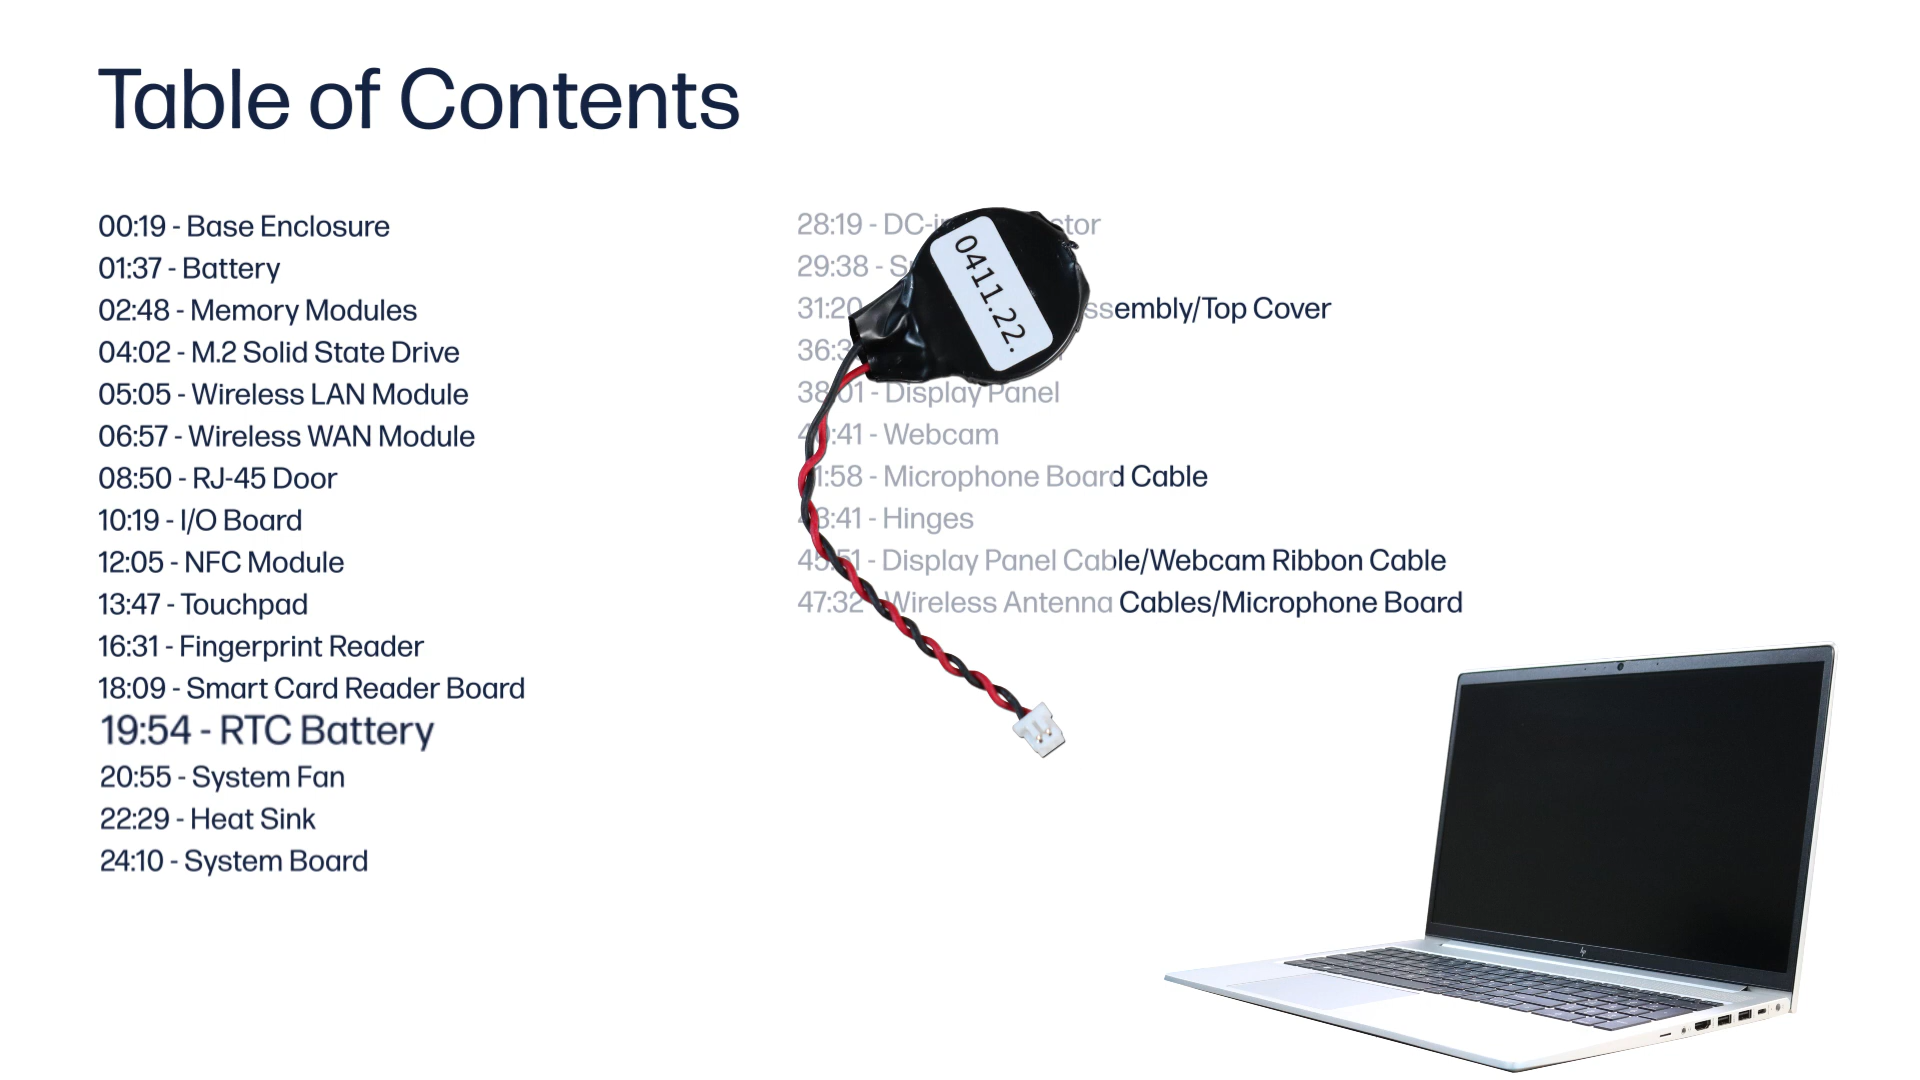 Table of Contents
00:19 - Base Enclosure
01:37 - Battery
02:48 - Memory Modules
04:02 - M.2 Solid State Drive
05:05 - Wireless LAN Module
06:57 - Wireless WAN Module
08:50 - RJ-45 Door
10:19 - I/O Board
12:05 - NFC Module
13:47 - Touchpad
16:31 - Fingerprint Reader
18:09 - Smart Card Reader Board
19:54 - RTC Battery
20:55 - System Fan
22:29 - Heat Sink
24:10 - System Board
28:19 -
29:38 -
31:20 Cover
- Display Panel
:41 - Webcam
:58 - Microphone Board Cable
:41 - Hinges
- Display Panel Cable/Webcam Ribbon Cable
47:32 - Wireless Antenna Cables/Microphone Board
0411.22.
hp